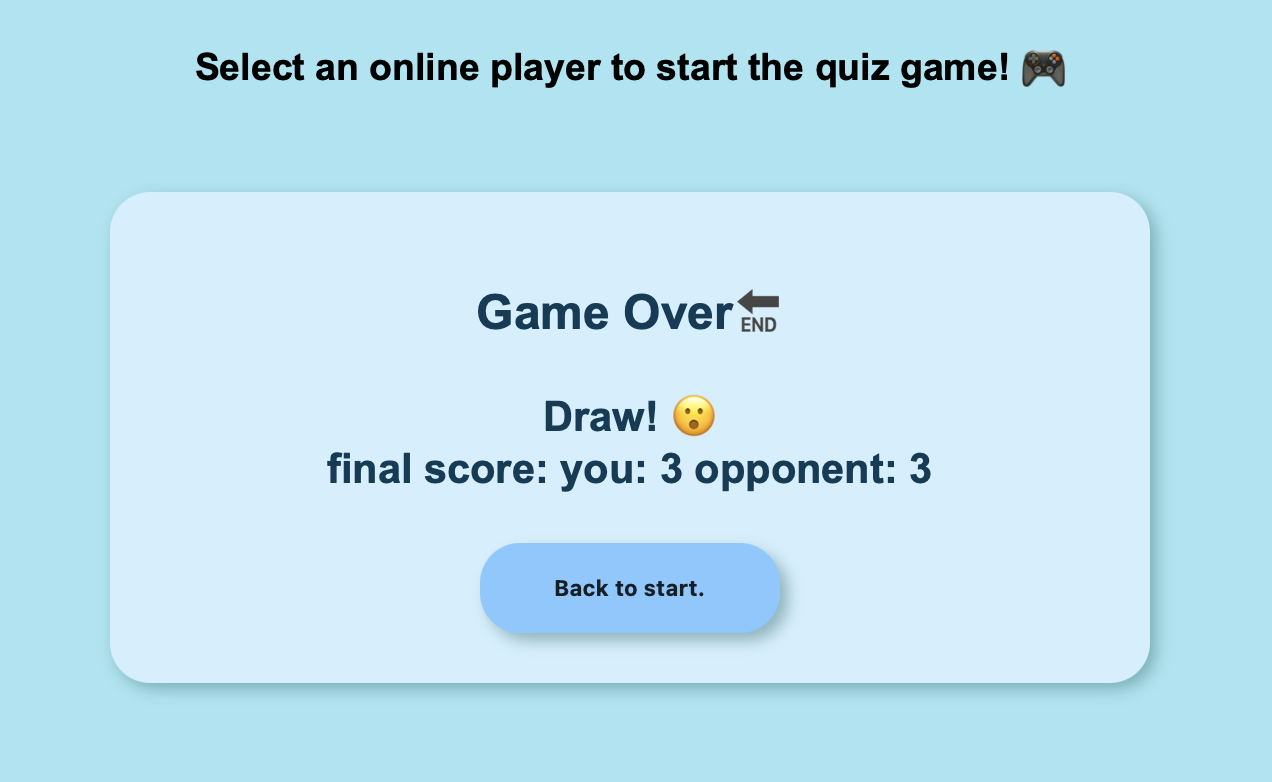 Select an online player to start the quiz game! 🎮
Game Over🔚
Draw! 😮
final score: you: 3 opponent: 3
Back to start.